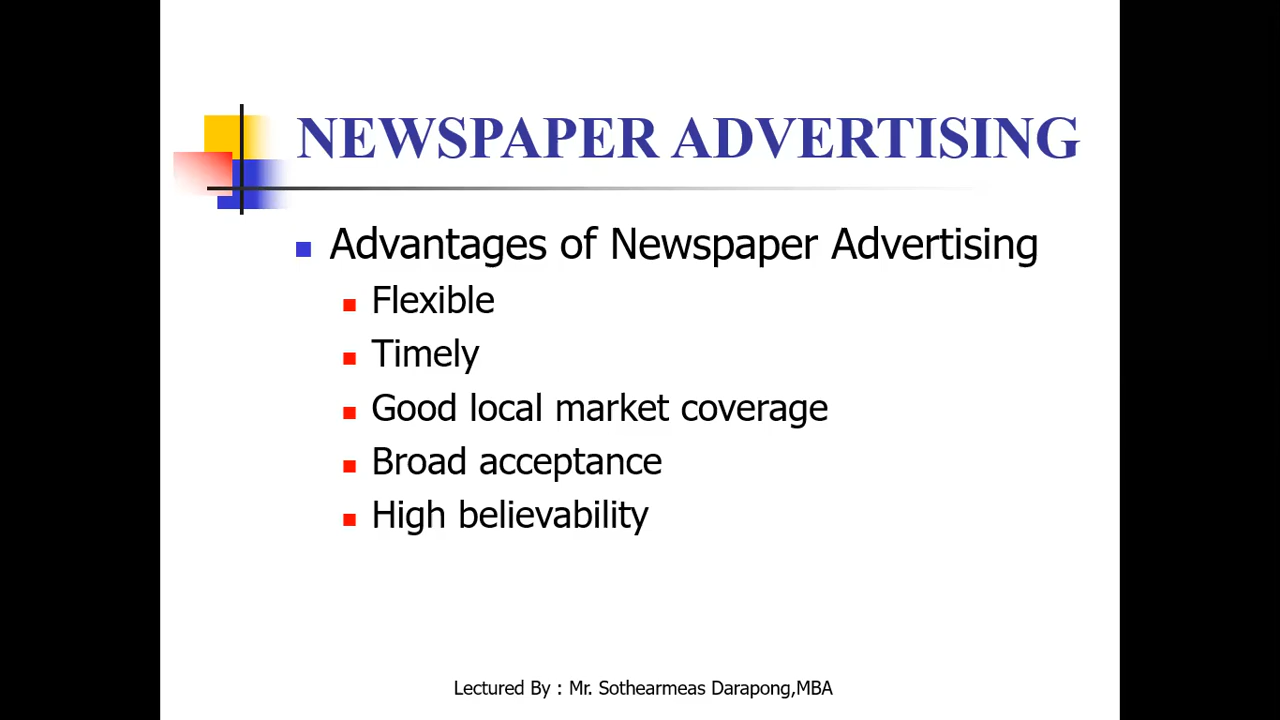 NEWSPAPER ADVERTISING
Advantages of Newspaper Advertising
Flexible
Timely
Good local market coverage
Broad acceptance
High believability
Lectured By : Mr. Sothearmeas Darapong,MBA